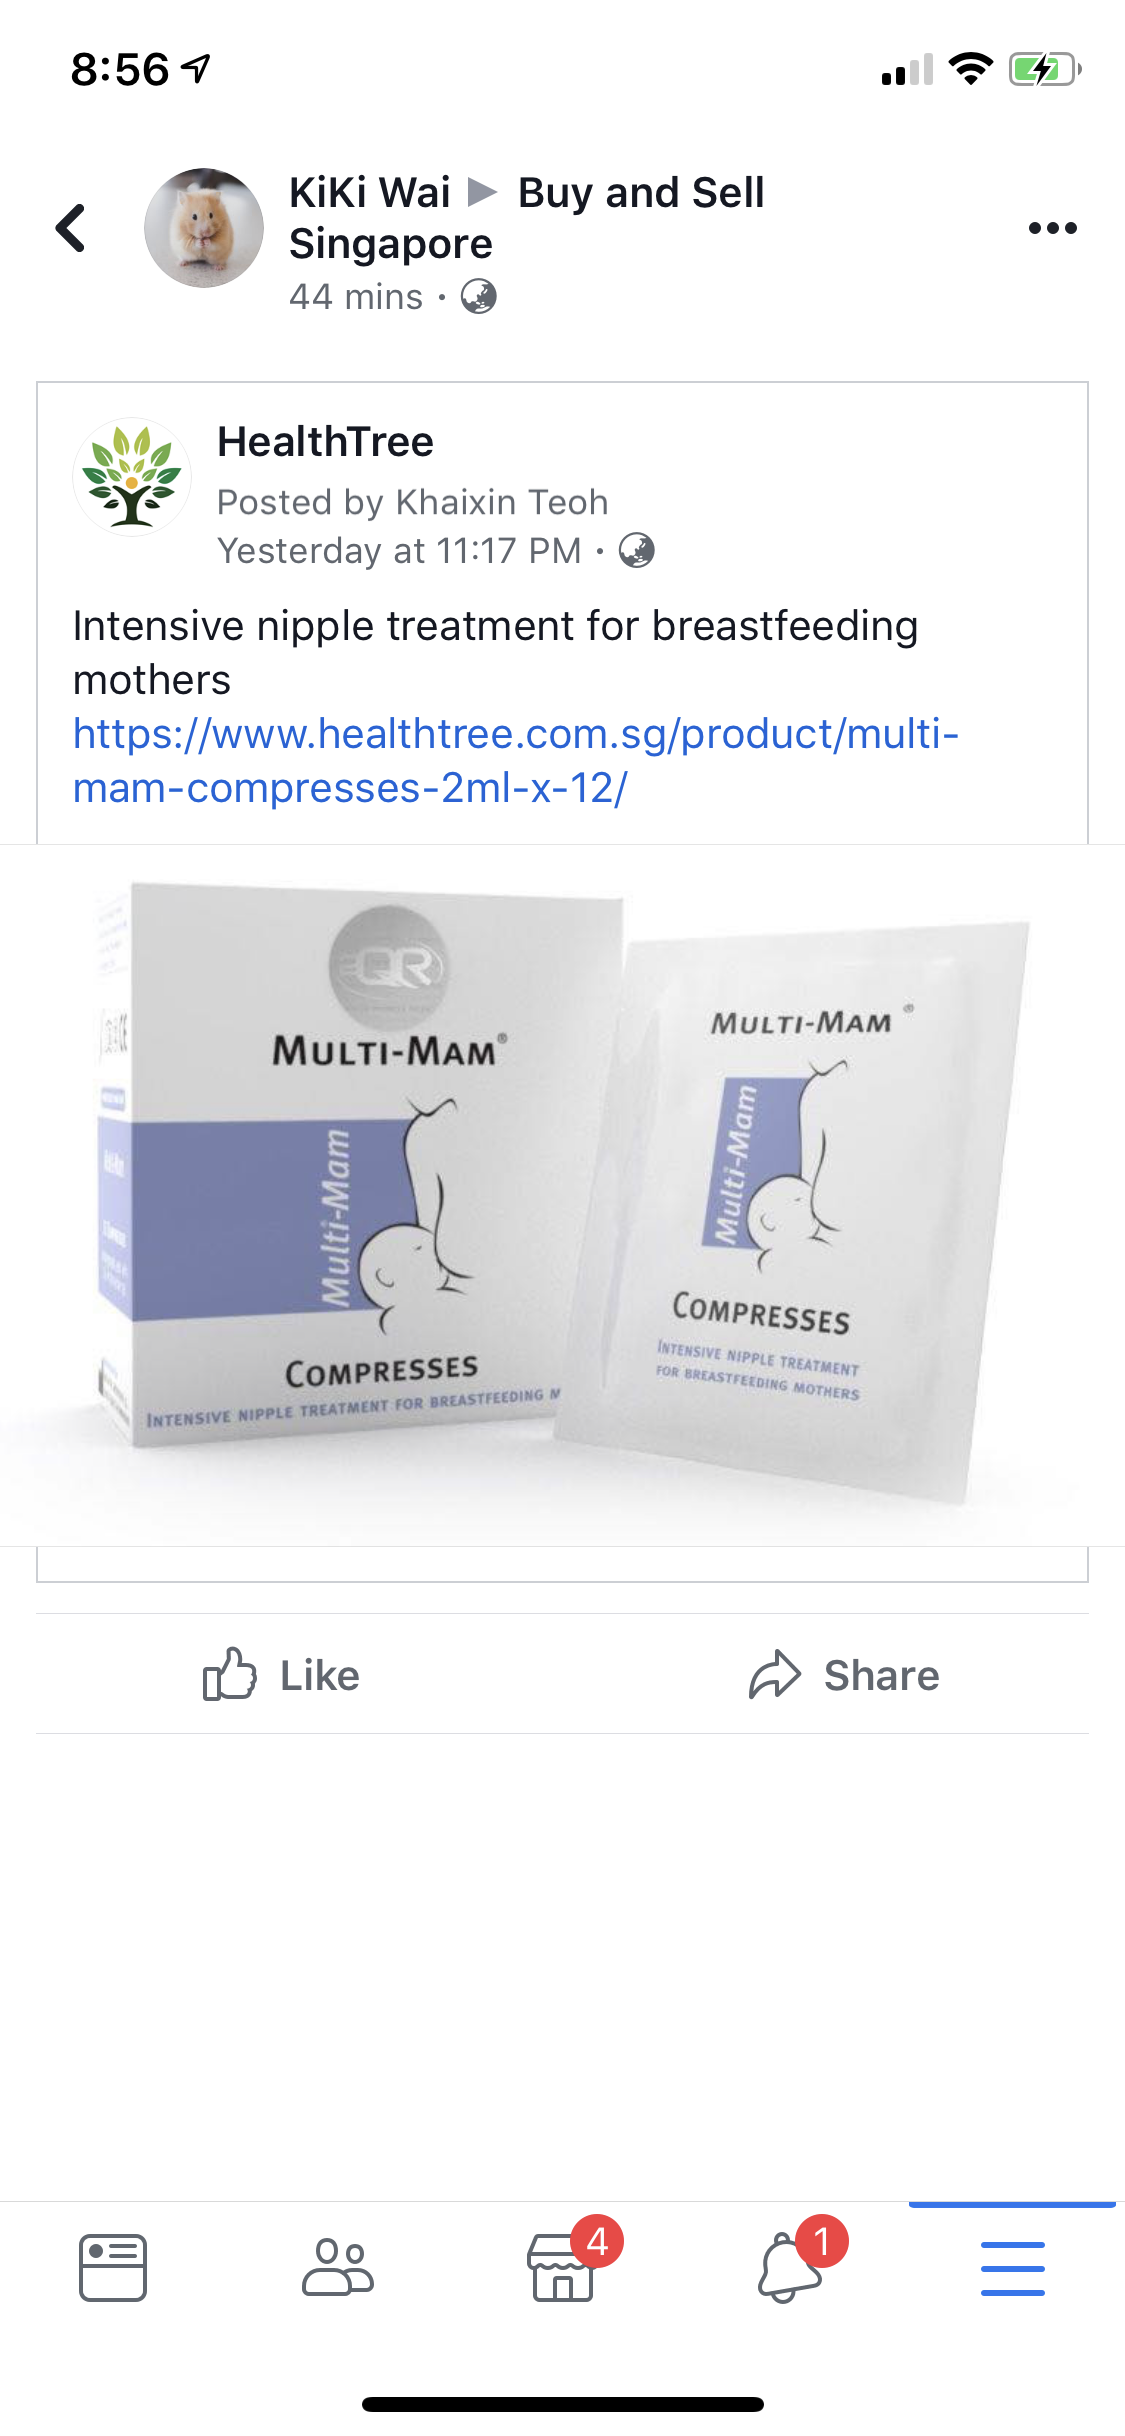 8:56
KiKi Wai ▶ Buy and Sell
Singapore
44 mins ·
HealthTree
Posted by Khaixin Teoh
Yesterday at 11:17 PM ·
Intensive nipple treatment for breastfeeding
mothers
https://www.healthtree.com.sg/product/multi-
mam-compresses-2ml-x-12/
QR
MULTI-MAM®
Multi-Mam
COMPRESSES
INTENSIVE NIPPLE TREATMENT FOR BREASTFEEDING M
MULTI-MAM ®
Multi-Mam
COMPRESSES
INTENSIVE NIPPLE TREATMENT
FOR BREASTFEEDING MOTHERS
Like
Share
4
1